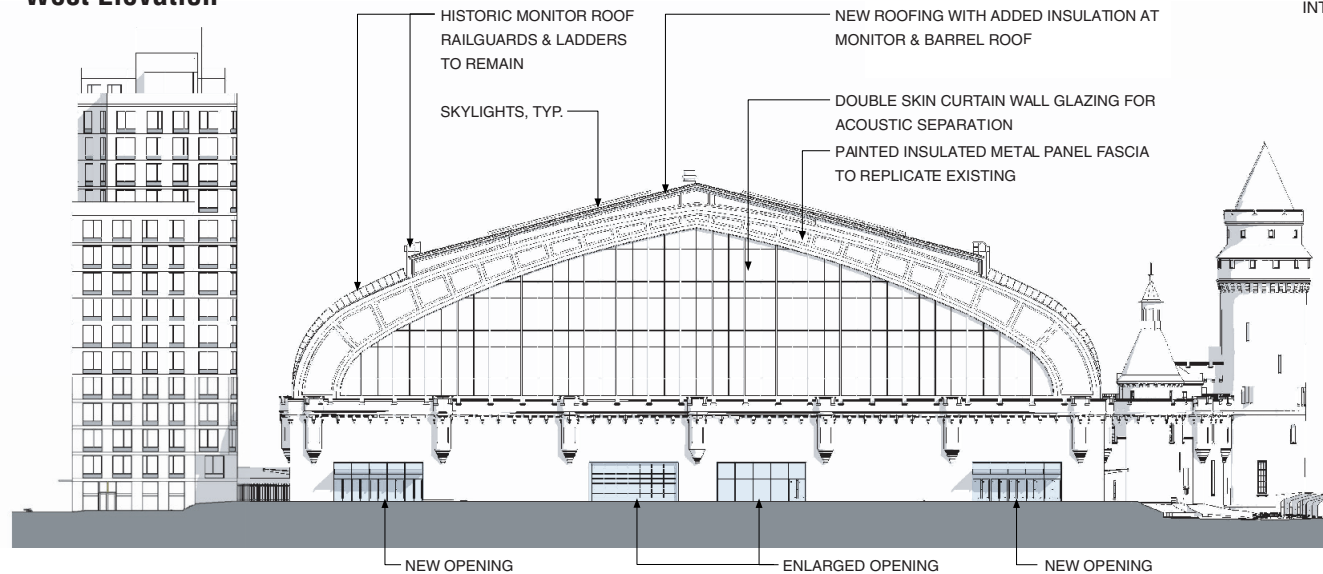 West Elevation
INT
HISTORIC MONITOR ROOF
RAILGUARDS & LADDERS
TO REMAIN
SKYLIGHTS, TYP.
NEW ROOFING WITH ADDED INSULATION AT
MONITOR & BARREL ROOF
DOUBLE SKIN CURTAIN WALL GLAZING FOR
ACOUSTIC SEPARATION
PAINTED INSULATED METAL PANEL FASCIA
TO REPLICATE EXISTING
NEW OPENING
ENLARGED OPENING
NEW OPENING